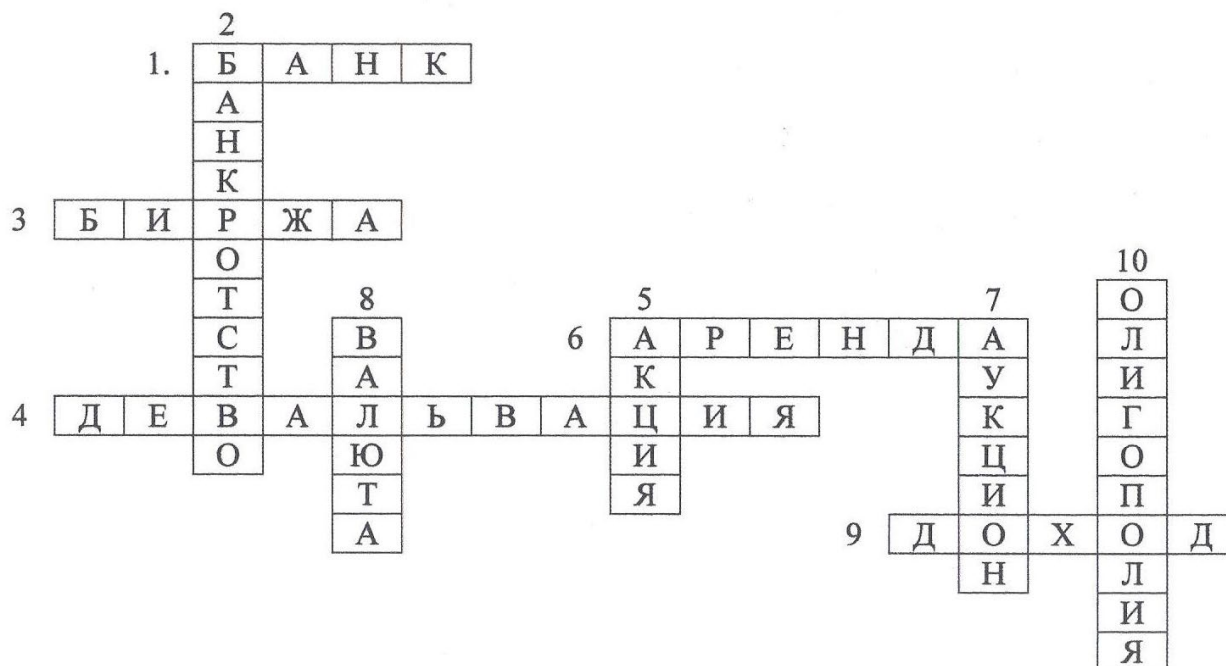 2
1. Б А Н К
А
Н
К
3 Б И Р Ж А
О 10
Т 8 5 7 О
С В 6 А Р Е Н Д А Л
Т А К У И
4 Д Е В А Л Ь В А Ц И Я К Г
О Ю И Ц О
Т Я И П
А 9 Д О Х О Д
Н Л
И
Я